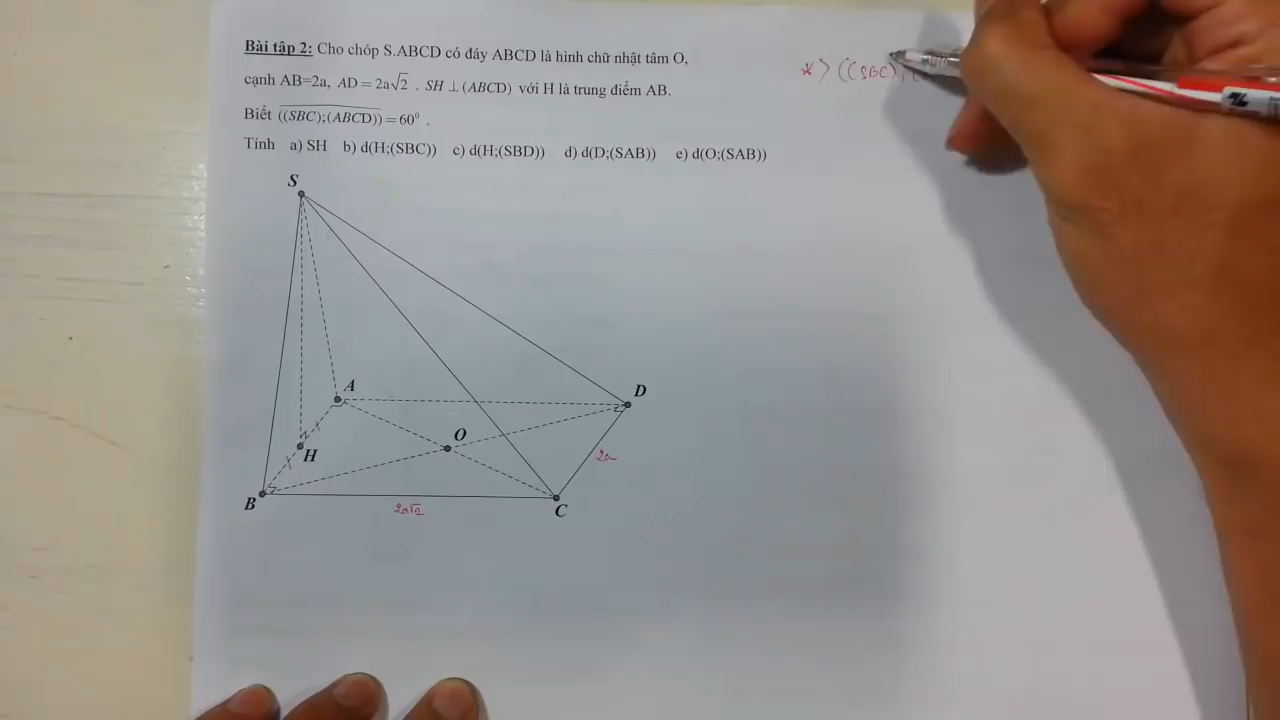 Bài tập 2: Cho chóp S.ABCD có đáy ABCD là hình chữ nhật tâm O,
cạnh AB=2a, AD = 2a√2 . SH ⊥ (ABCD) với H là trung điểm AB.
Biết ((SBC);(ABCD)) = 60⁰ .
Tính a) SH b) d(H;(SBC)) c) d(H;(SBD)) d) d(D;(SAB)) e) d(O;(SAB))
*> ((SBC),(
S
A
D
O
2a
H
B
2a√2
C